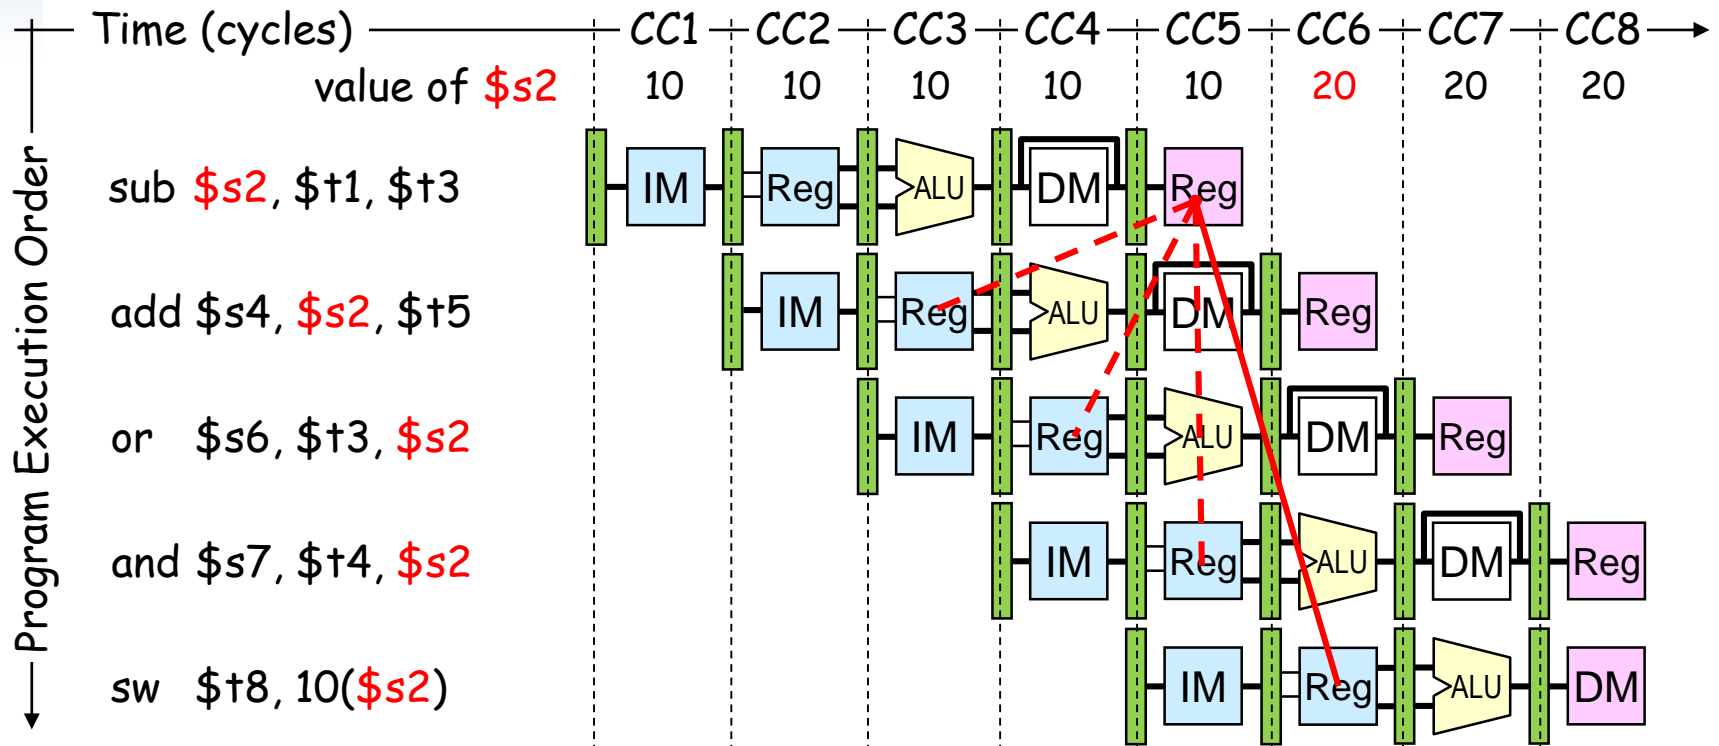 Time (cycles) CC1 CC2 CC3 CC4 CC5 CC6 CC7 CC8
value of $s2 10 10 10 10 10 20 20 20
Program Execution Order
sub $s2, $t1, $t3 IM Reg ALU DM Reg
add $s4, $s2, $t5 IM Reg ALU DM Reg
or $s6, $t3, $s2 IM Reg ALU DM Reg
and $s7, $t4, $s2 IM Reg ALU DM Reg
sw $t8, 10($s2) IM Reg ALU DM